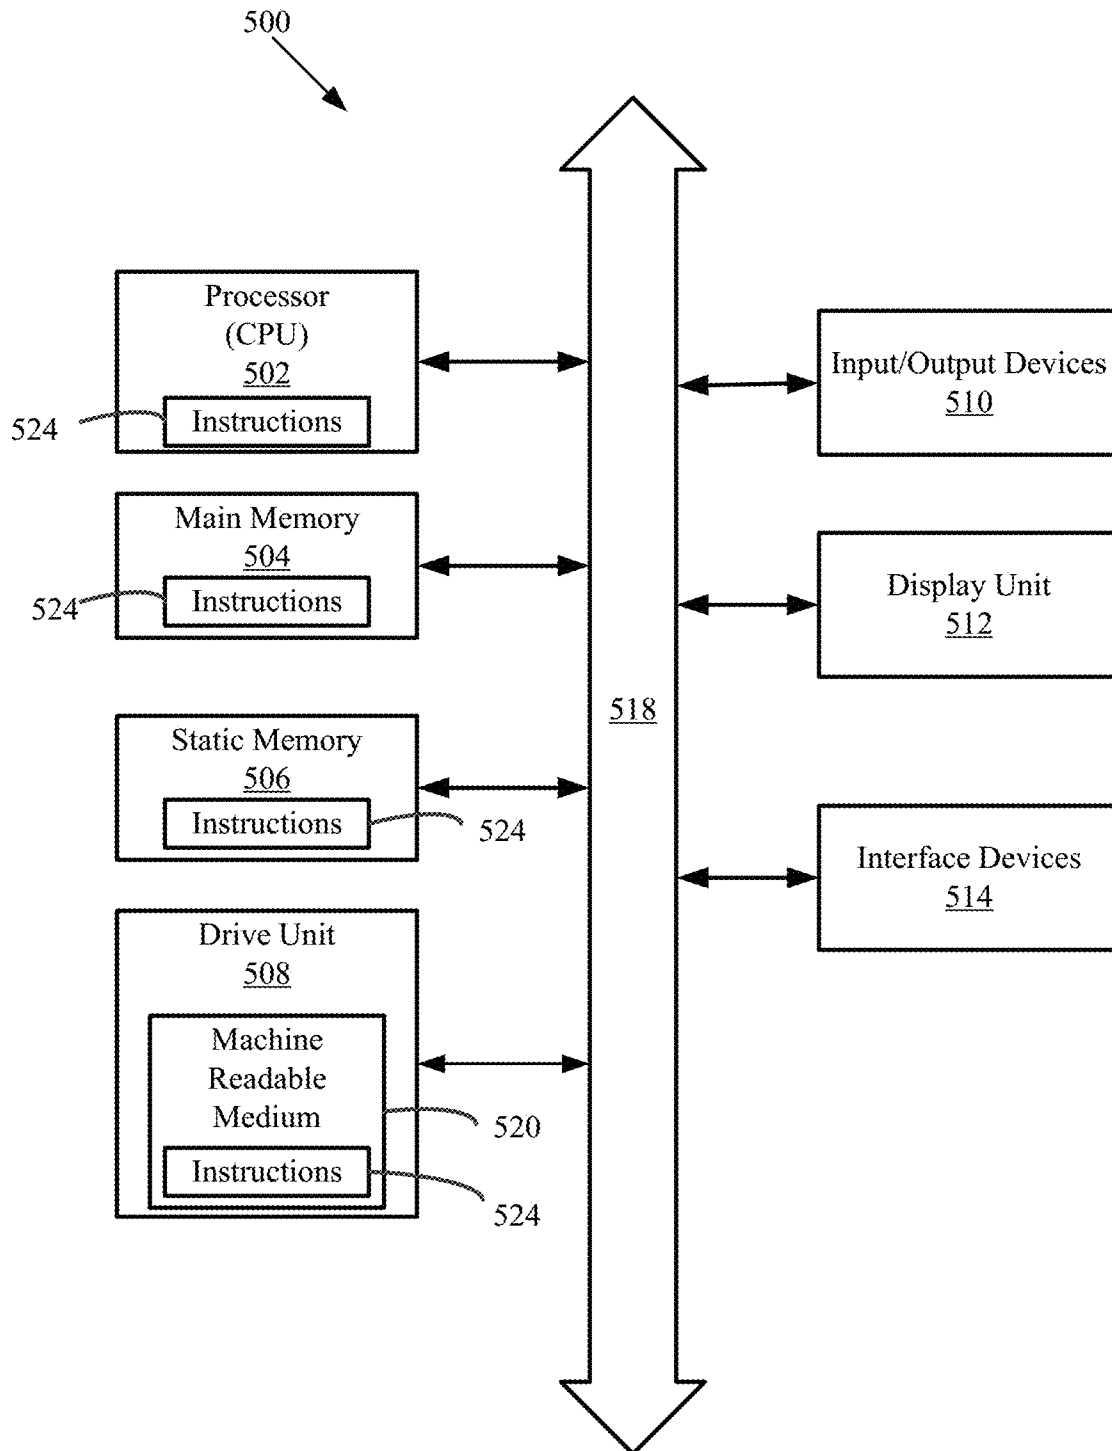 500
Processor
(CPU)
502
Instructions
524
Main Memory
504
Instructions
524
Static Memory
506
Instructions
524
Drive Unit
508
Machine
Readable
Medium
520
Instructions
524
518
Input/Output Devices
510
Display Unit
512
Interface Devices
514